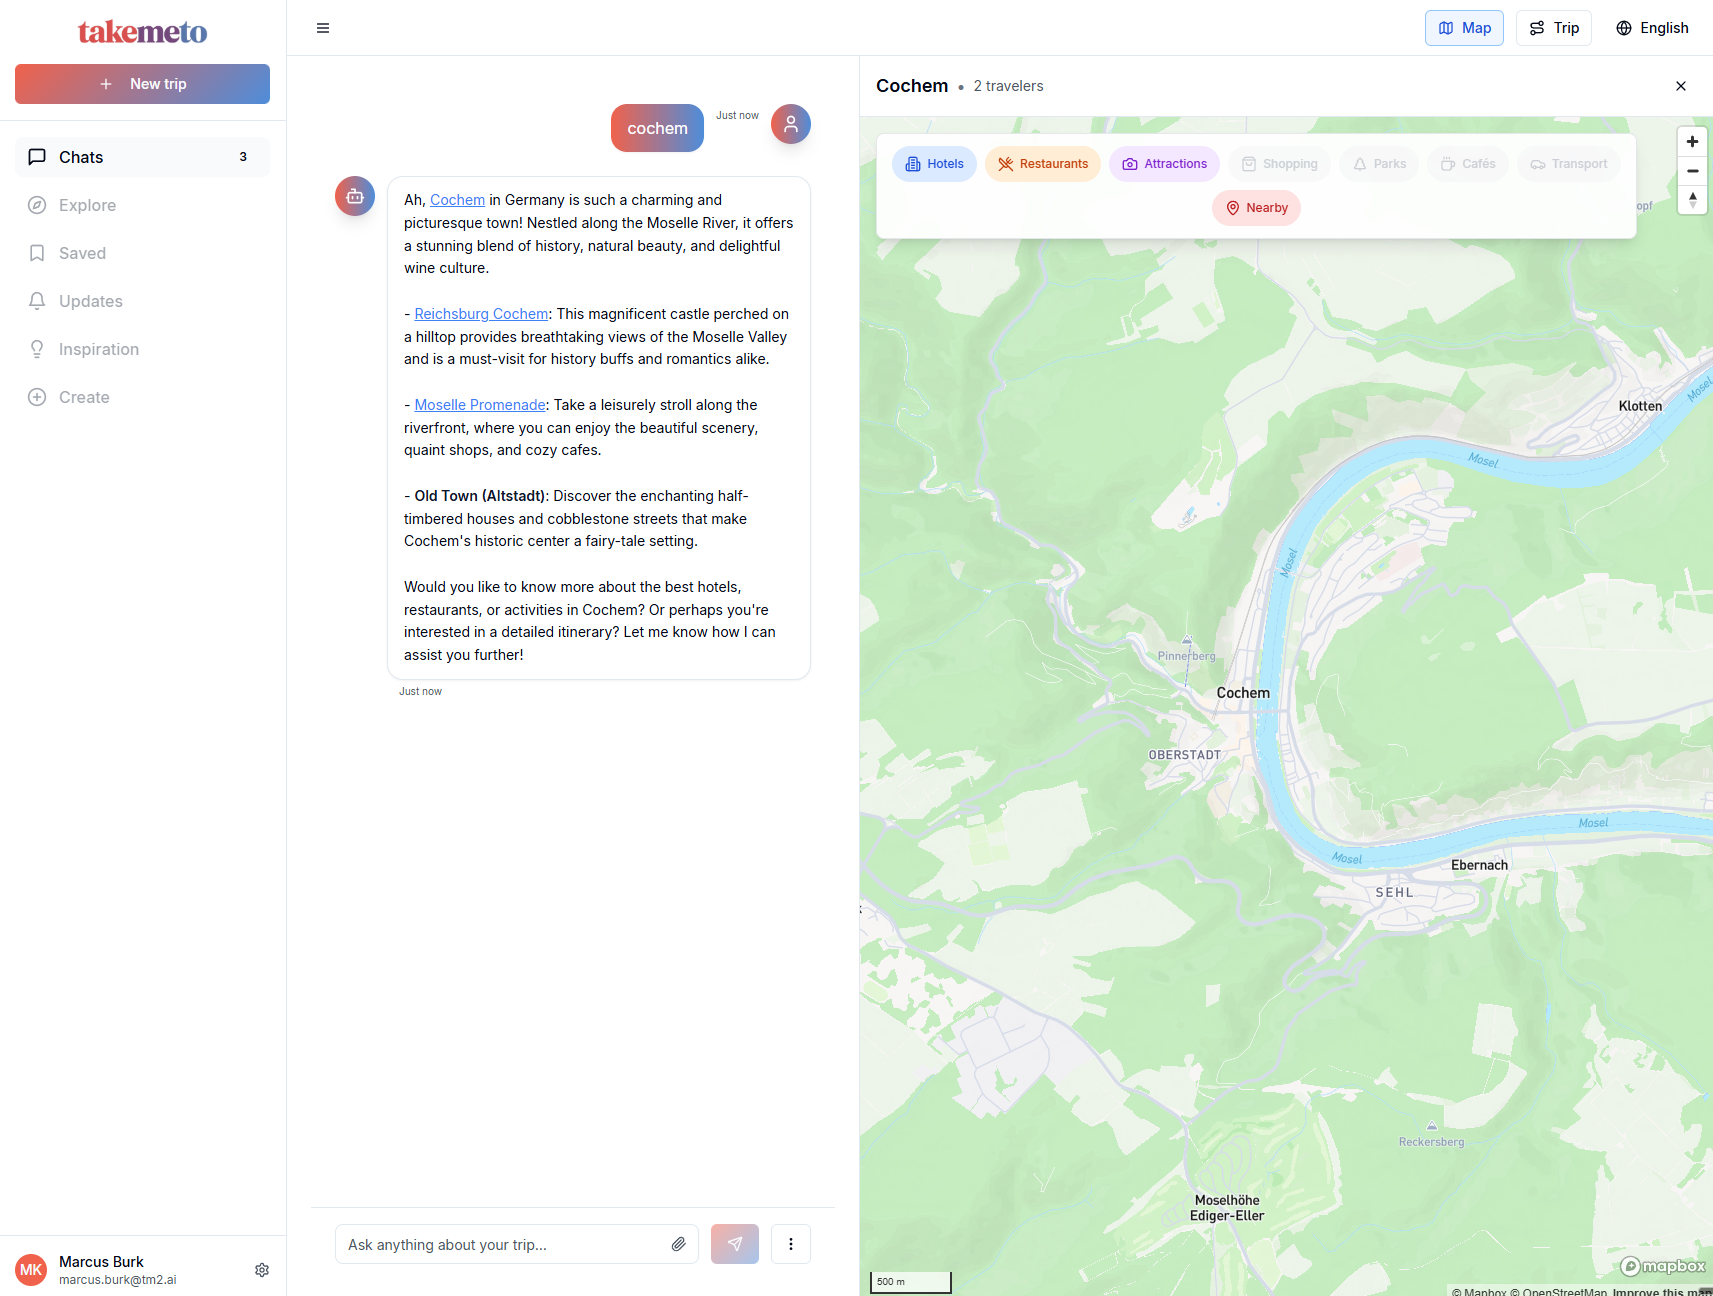 takemeto
+ New trip
Chats 3
Explore
Saved
Updates
Inspiration
Create
Marcus Burk
MK
marcus.burk@tm2.ai
Map
Trip
English
cochem
Just now
Ah, Cochem in Germany is such a charming and
picturesque town! Nestled along the Moselle River, it offers
a stunning blend of history, natural beauty, and delightful
wine culture.
- Reichsburg Cochem: This magnificent castle perched on
a hilltop provides breathtaking views of the Moselle Valley
and is a must-visit for history buffs and romantics alike.
- Moselle Promenade: Take a leisurely stroll along the
riverfront, where you can enjoy the beautiful scenery,
quaint shops, and cozy cafes.
- Old Town (Altstadt): Discover the enchanting half-
timbered houses and cobblestone streets that make
Cochem's historic center a fairy-tale setting.
Would you like to know more about the best hotels,
restaurants, or activities in Cochem? Or perhaps you're
interested in a detailed itinerary? Let me know how I can
assist you further!
Just now
Ask anything about your trip...
Cochem • 2 travelers
Hotels
Restaurants
Attractions
Shopping
Parks
Cafés
Transport
Nearby
opf
Mosel
Klotten
Mosel
Mosel
Pinnerberg
Cochem
OBERSTADT
Mosel
Mosel
Ebernach
SEHL
Reckersberg
Moselhöhe
Ediger-Eller
500 m
mapbox
© Mapbox © OpenStreetMap Improve this map